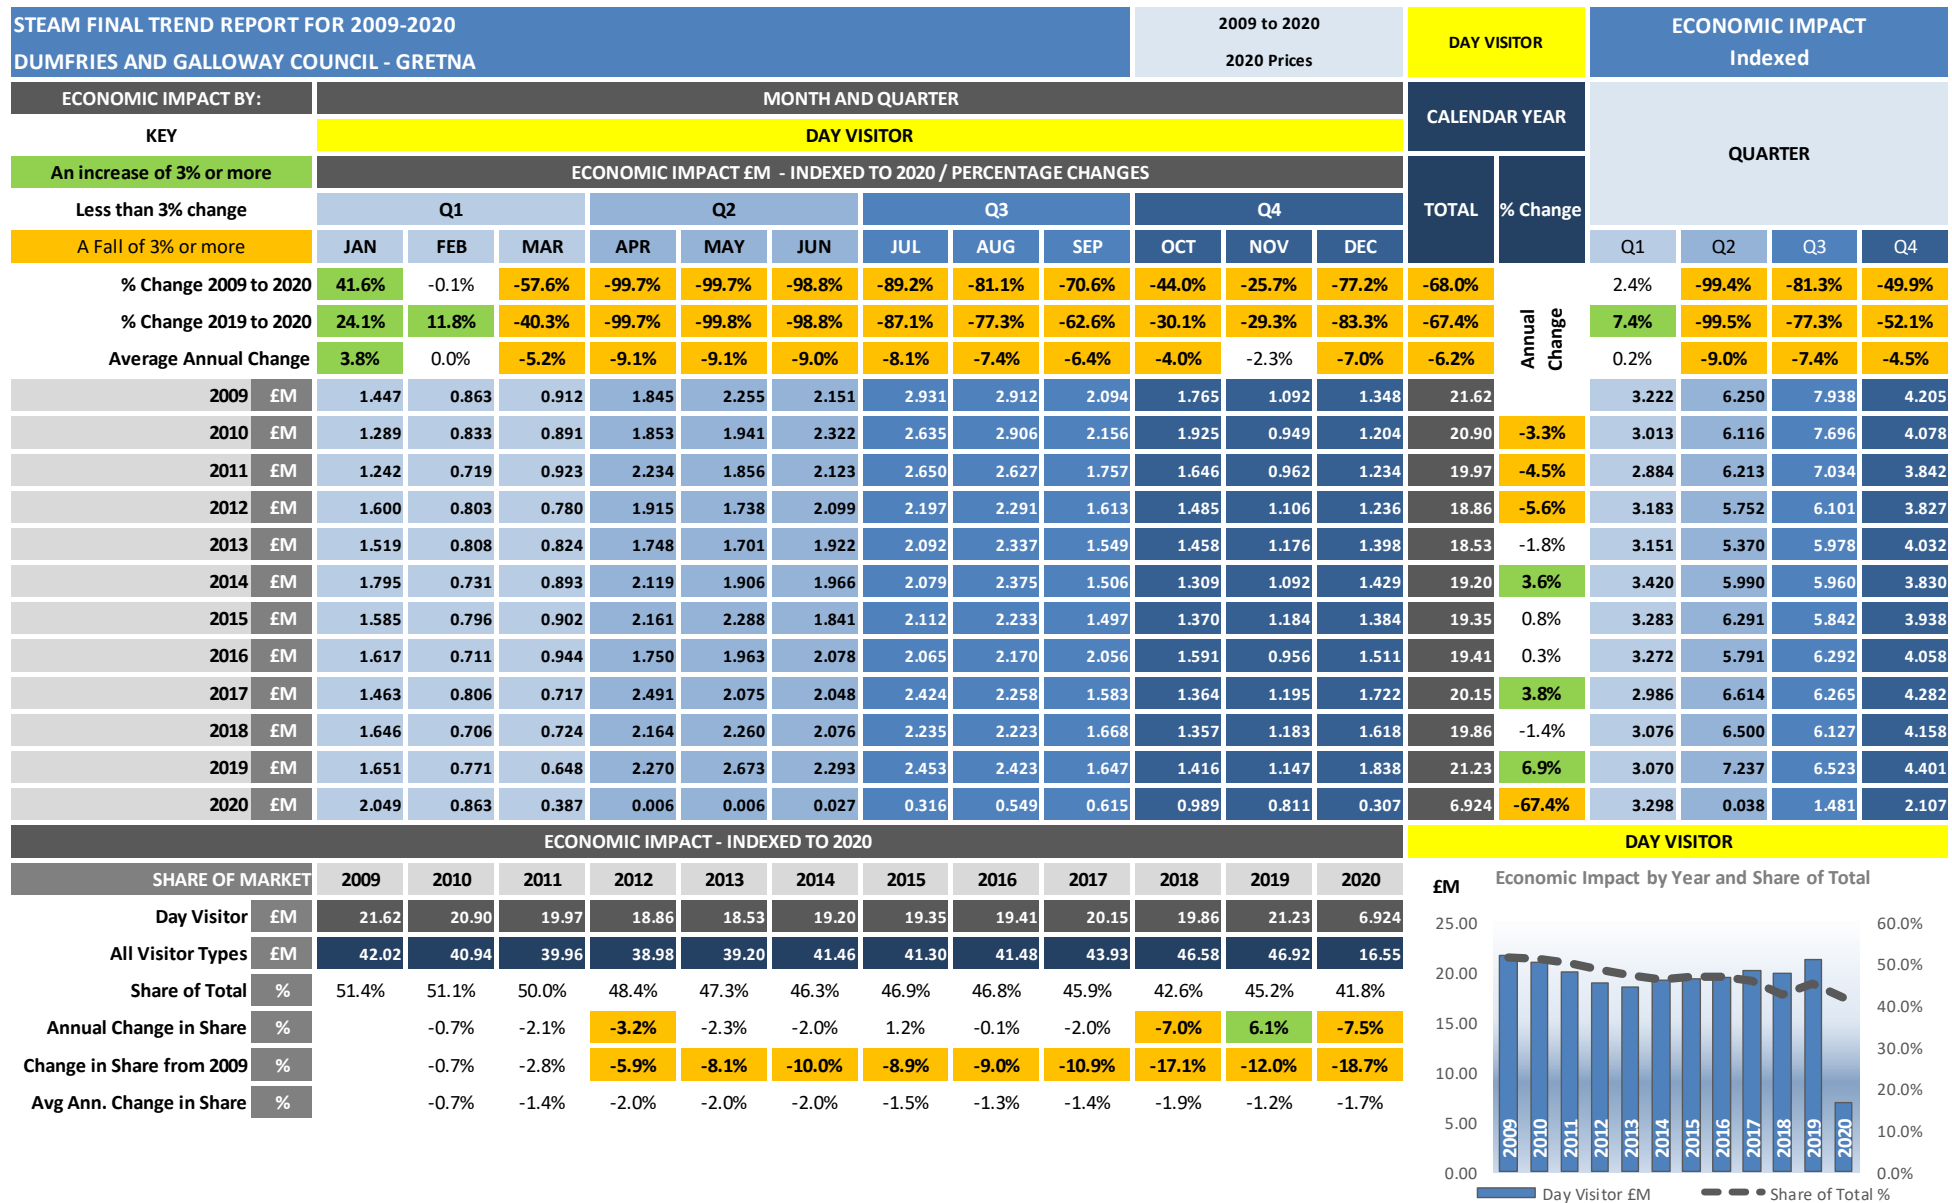 STEAM FINAL TREND REPORT FOR 2009-2020
DUMFRIES AND GALLOWAY COUNCIL - GRETNA
2009 to 2020
2020 Prices
DAY VISITOR
ECONOMIC IMPACT
Indexed
ECONOMIC IMPACT BY: MONTH AND QUARTER
CALENDAR YEAR
QUARTER
KEY DAY VISITOR
An increase of 3% or more ECONOMIC IMPACT £M - INDEXED TO 2020 / PERCENTAGE CHANGES
Less than 3% change Q1 Q2 Q3 Q4 TOTAL % Change
A Fall of 3% or more JAN FEB MAR APR MAY JUN JUL AUG SEP OCT NOV DEC Q1 Q2 Q3 Q4
% Change 2009 to 2020 41.6% -0.1% -57.6% -99.7% -99.7% -98.8% -89.2% -81.1% -70.6% -44.0% -25.7% -77.2% -68.0% 2.4% -99.4% -81.3% -49.9%
% Change 2019 to 2020 24.1% 11.8% -40.3% -99.7% -99.8% -98.8% -87.1% -77.3% -62.6% -30.1% -29.3% -83.3% -67.4% 7.4% -99.5% -77.3% -52.1%
Average Annual Change 3.8% 0.0% -5.2% -9.1% -9.1% -9.0% -8.1% -7.4% -6.4% -4.0% -2.3% -7.0% -6.2% 0.2% -9.0% -7.4% -4.5%
Annual
Change
2009 £M 1.447 0.863 0.912 1.845 2.255 2.151 2.931 2.912 2.094 1.765 1.092 1.348 21.62 3.222 6.250 7.938 4.205
2010 £M 1.289 0.833 0.891 1.853 1.941 2.322 2.635 2.906 2.156 1.925 0.949 1.204 20.90 -3.3% 3.013 6.116 7.696 4.078
2011 £M 1.242 0.719 0.923 2.234 1.856 2.123 2.650 2.627 1.757 1.646 0.962 1.234 19.97 -4.5% 2.884 6.213 7.034 3.842
2012 £M 1.600 0.803 0.780 1.915 1.738 2.099 2.197 2.291 1.613 1.485 1.106 1.236 18.86 -5.6% 3.183 5.752 6.101 3.827
2013 £M 1.519 0.808 0.824 1.748 1.701 1.922 2.092 2.337 1.549 1.458 1.176 1.398 18.53 -1.8% 3.151 5.370 5.978 4.032
2014 £M 1.795 0.731 0.893 2.119 1.906 1.966 2.079 2.375 1.506 1.309 1.092 1.429 19.20 3.6% 3.420 5.990 5.960 3.830
2015 £M 1.585 0.796 0.902 2.161 2.288 1.841 2.112 2.233 1.497 1.370 1.184 1.384 19.35 0.8% 3.283 6.291 5.842 3.938
2016 £M 1.617 0.711 0.944 1.750 1.963 2.078 2.065 2.170 2.056 1.591 0.956 1.511 19.41 0.3% 3.272 5.791 6.292 4.058
2017 £M 1.463 0.806 0.717 2.491 2.075 2.048 2.424 2.258 1.583 1.364 1.195 1.722 20.15 3.8% 2.986 6.614 6.265 4.282
2018 £M 1.646 0.706 0.724 2.164 2.260 2.076 2.235 2.223 1.668 1.357 1.183 1.618 19.86 -1.4% 3.076 6.500 6.127 4.158
2019 £M 1.651 0.771 0.648 2.270 2.673 2.293 2.453 2.423 1.647 1.416 1.147 1.838 21.23 6.9% 3.070 7.237 6.523 4.401
2020 £M 2.049 0.863 0.387 0.006 0.006 0.027 0.316 0.549 0.615 0.989 0.811 0.307 6.924 -67.4% 3.298 0.038 1.481 2.107
ECONOMIC IMPACT - INDEXED TO 2020
SHARE OF MARKET 2009 2010 2011 2012 2013 2014 2015 2016 2017 2018 2019 2020
Day Visitor £M 21.62 20.90 19.97 18.86 18.53 19.20 19.35 19.41 20.15 19.86 21.23 6.924
All Visitor Types £M 42.02 40.94 39.96 38.98 39.20 41.46 41.30 41.48 43.93 46.58 46.92 16.55
Share of Total % 51.4% 51.1% 50.0% 48.4% 47.3% 46.3% 46.9% 46.8% 45.9% 42.6% 45.2% 41.8%
Annual Change in Share % -0.7% -2.1% -3.2% -2.3% -2.0% 1.2% -0.1% -2.0% -7.0% 6.1% -7.5%
Change in Share from 2009 % -0.7% -2.8% -5.9% -8.1% -10.0% -8.9% -9.0% -10.9% -17.1% -12.0% -18.7%
Avg Ann. Change in Share % -0.7% -1.4% -2.0% -2.0% -2.0% -1.5% -1.3% -1.4% -1.9% -1.2% -1.7%
DAY VISITOR
£M Economic Impact by Year and Share of Total
25.00 60.0%
20.00 50.0%
40.0%
15.00
30.0%
10.00
20.0%
5.00
10.0%
0.00 0.0%
2009 2010 2011 2012 2013 2014 2015 2016 2017 2018 2019 2020
Day Visitor £M Share of Total %